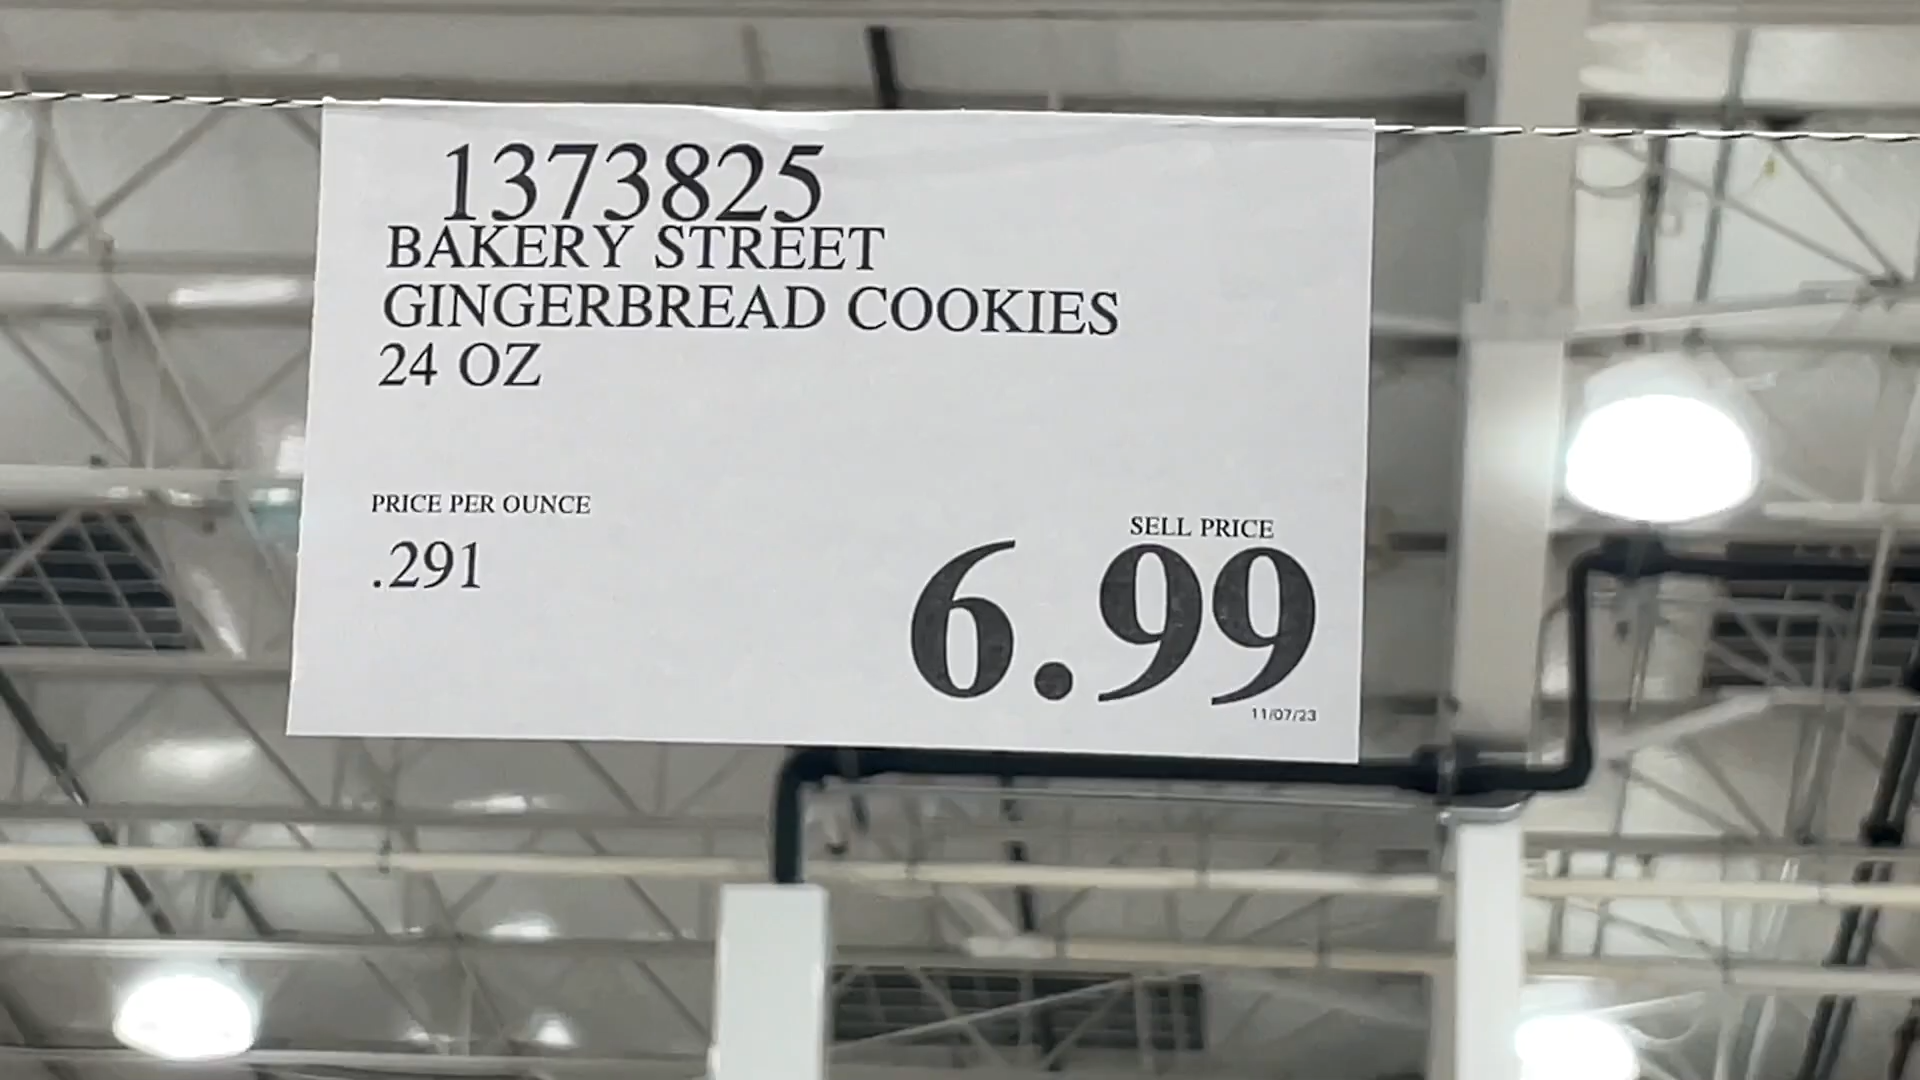 1373825
BAKERY STREET
GINGERBREAD COOKIES
24 OZ
PRICE PER OUNCE
.291
SELL PRICE
6.99
11/07/23